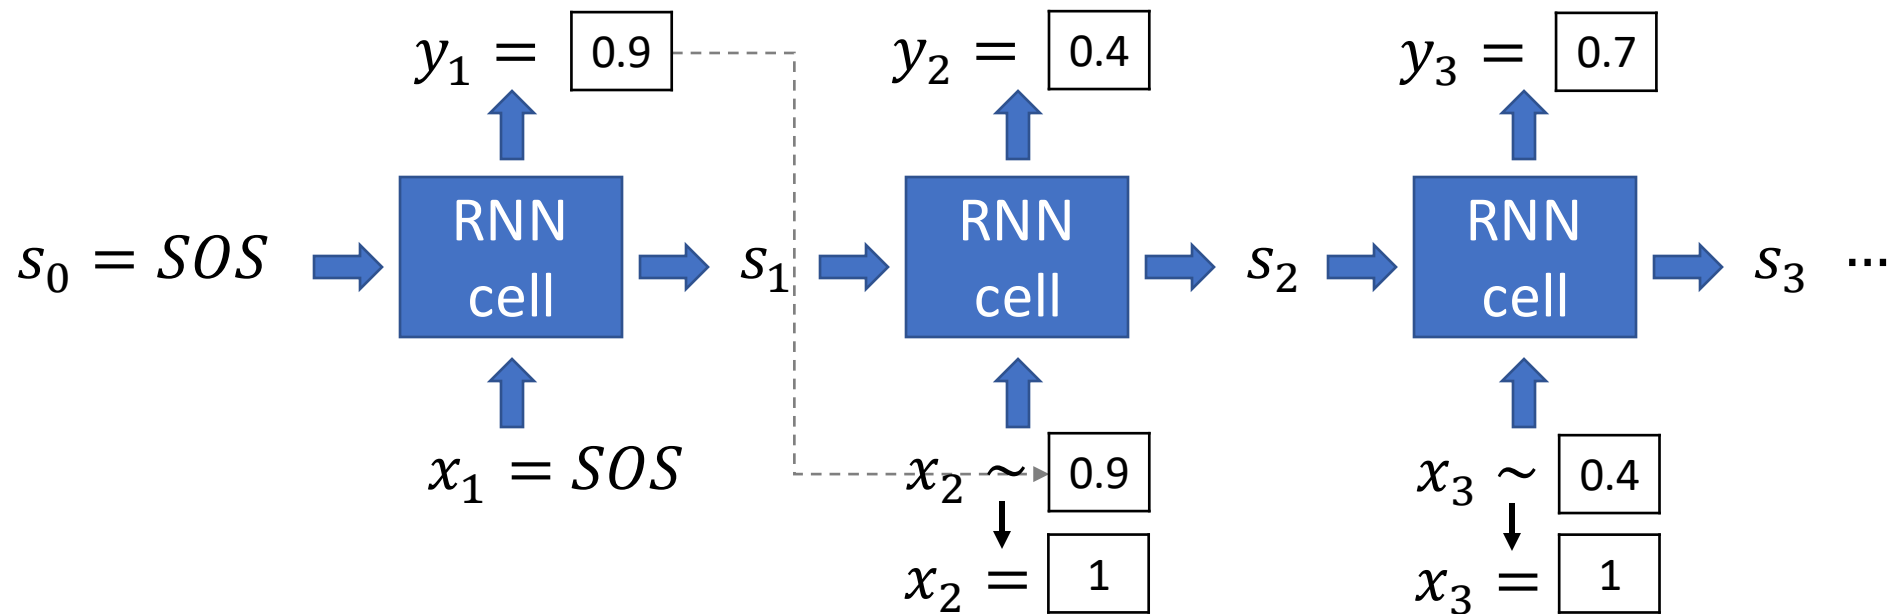 y₁ = 0.9
y₂ = 0.4
y₃ = 0.7
RNN cell
RNN cell
RNN cell
s₀ = SOS
s₁
s₂
s₃ ⋯
x₁ = SOS
x₂ ~ 0.9
x₃ ~ 0.4
x₂ = 1
x₃ = 1